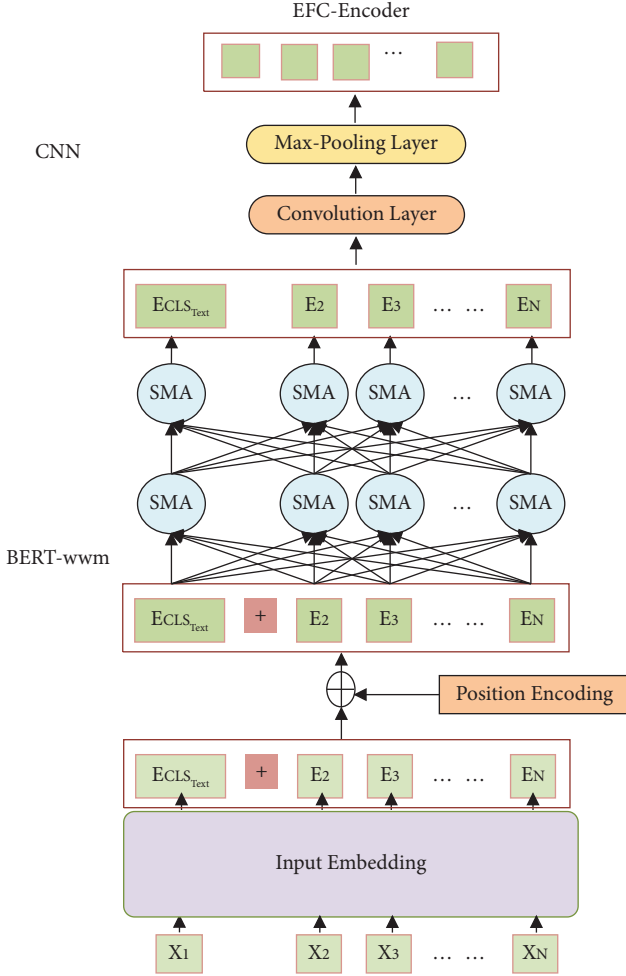 EFC-Encoder
...
Max-Pooling Layer
CNN
Convolution Layer
ECLSText E2 E3 ... ... EN
SMA SMA SMA ... SMA
SMA SMA SMA ... SMA
BERT-wwm
ECLSText + E2 E3 ... ... EN
Position Encoding
ECLSText + E2 E3 ... ... EN
Input Embedding
X1 X2 X3 ... ... XN